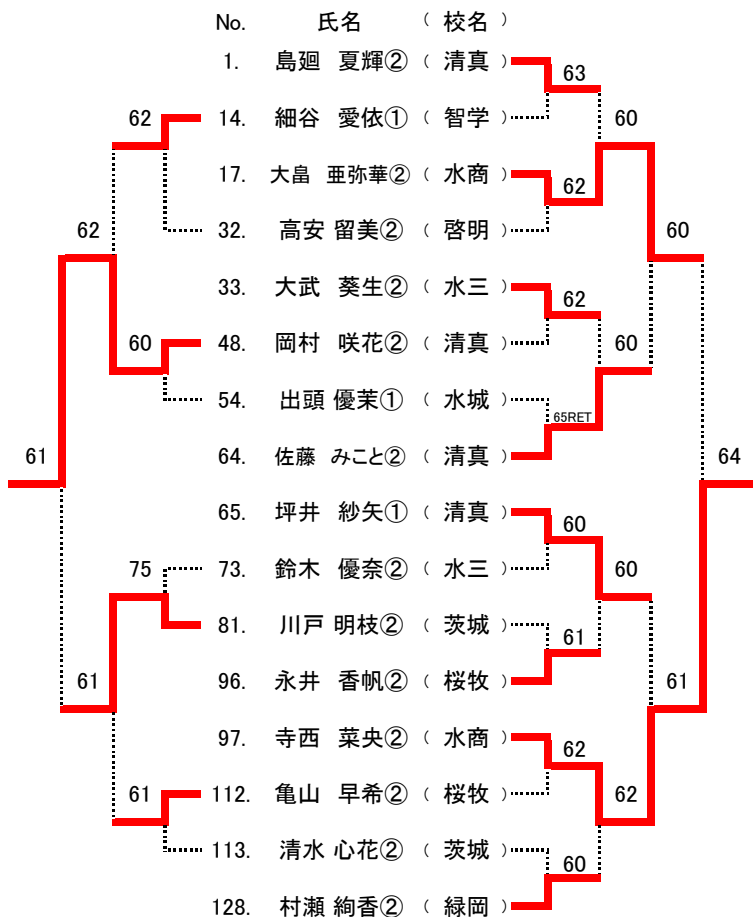 No. 氏名 （ 校名 ）
1. 島廻 夏輝② （ 清真 ）
63
62 14. 細谷 愛依① （ 智学 ） 60
17. 大畠 亜弥華② （ 水商 ）
62
62 32. 高安 留美② （ 啓明 ） 60
33. 大武 葵生② （ 水三 ）
62
60 48. 岡村 咲花② （ 清真 ） 60
54. 出頭 優茉① （ 水城 ）
65RET
61 64. 佐藤 みこと② （ 清真 ） 64
65. 坪井 紗矢① （ 清真 ）
60
75 73. 鈴木 優奈② （ 水三 ） 60
81. 川戸 明枝② （ 茨城 ）
61
61 96. 永井 香帆② （ 桜牧 ） 61
97. 寺西 菜央② （ 水商 ）
62
61 112. 亀山 早希② （ 桜牧 ） 62
113. 清水 心花② （ 茨城 ）
60
128. 村瀬 絢香② （ 緑岡 ）